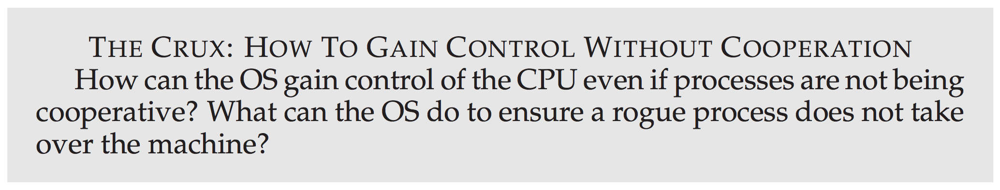 THE CRUX: HOW TO GAIN CONTROL WITHOUT COOPERATION
How can the OS gain control of the CPU even if processes are not being
cooperative? What can the OS do to ensure a rogue process does not take
over the machine?